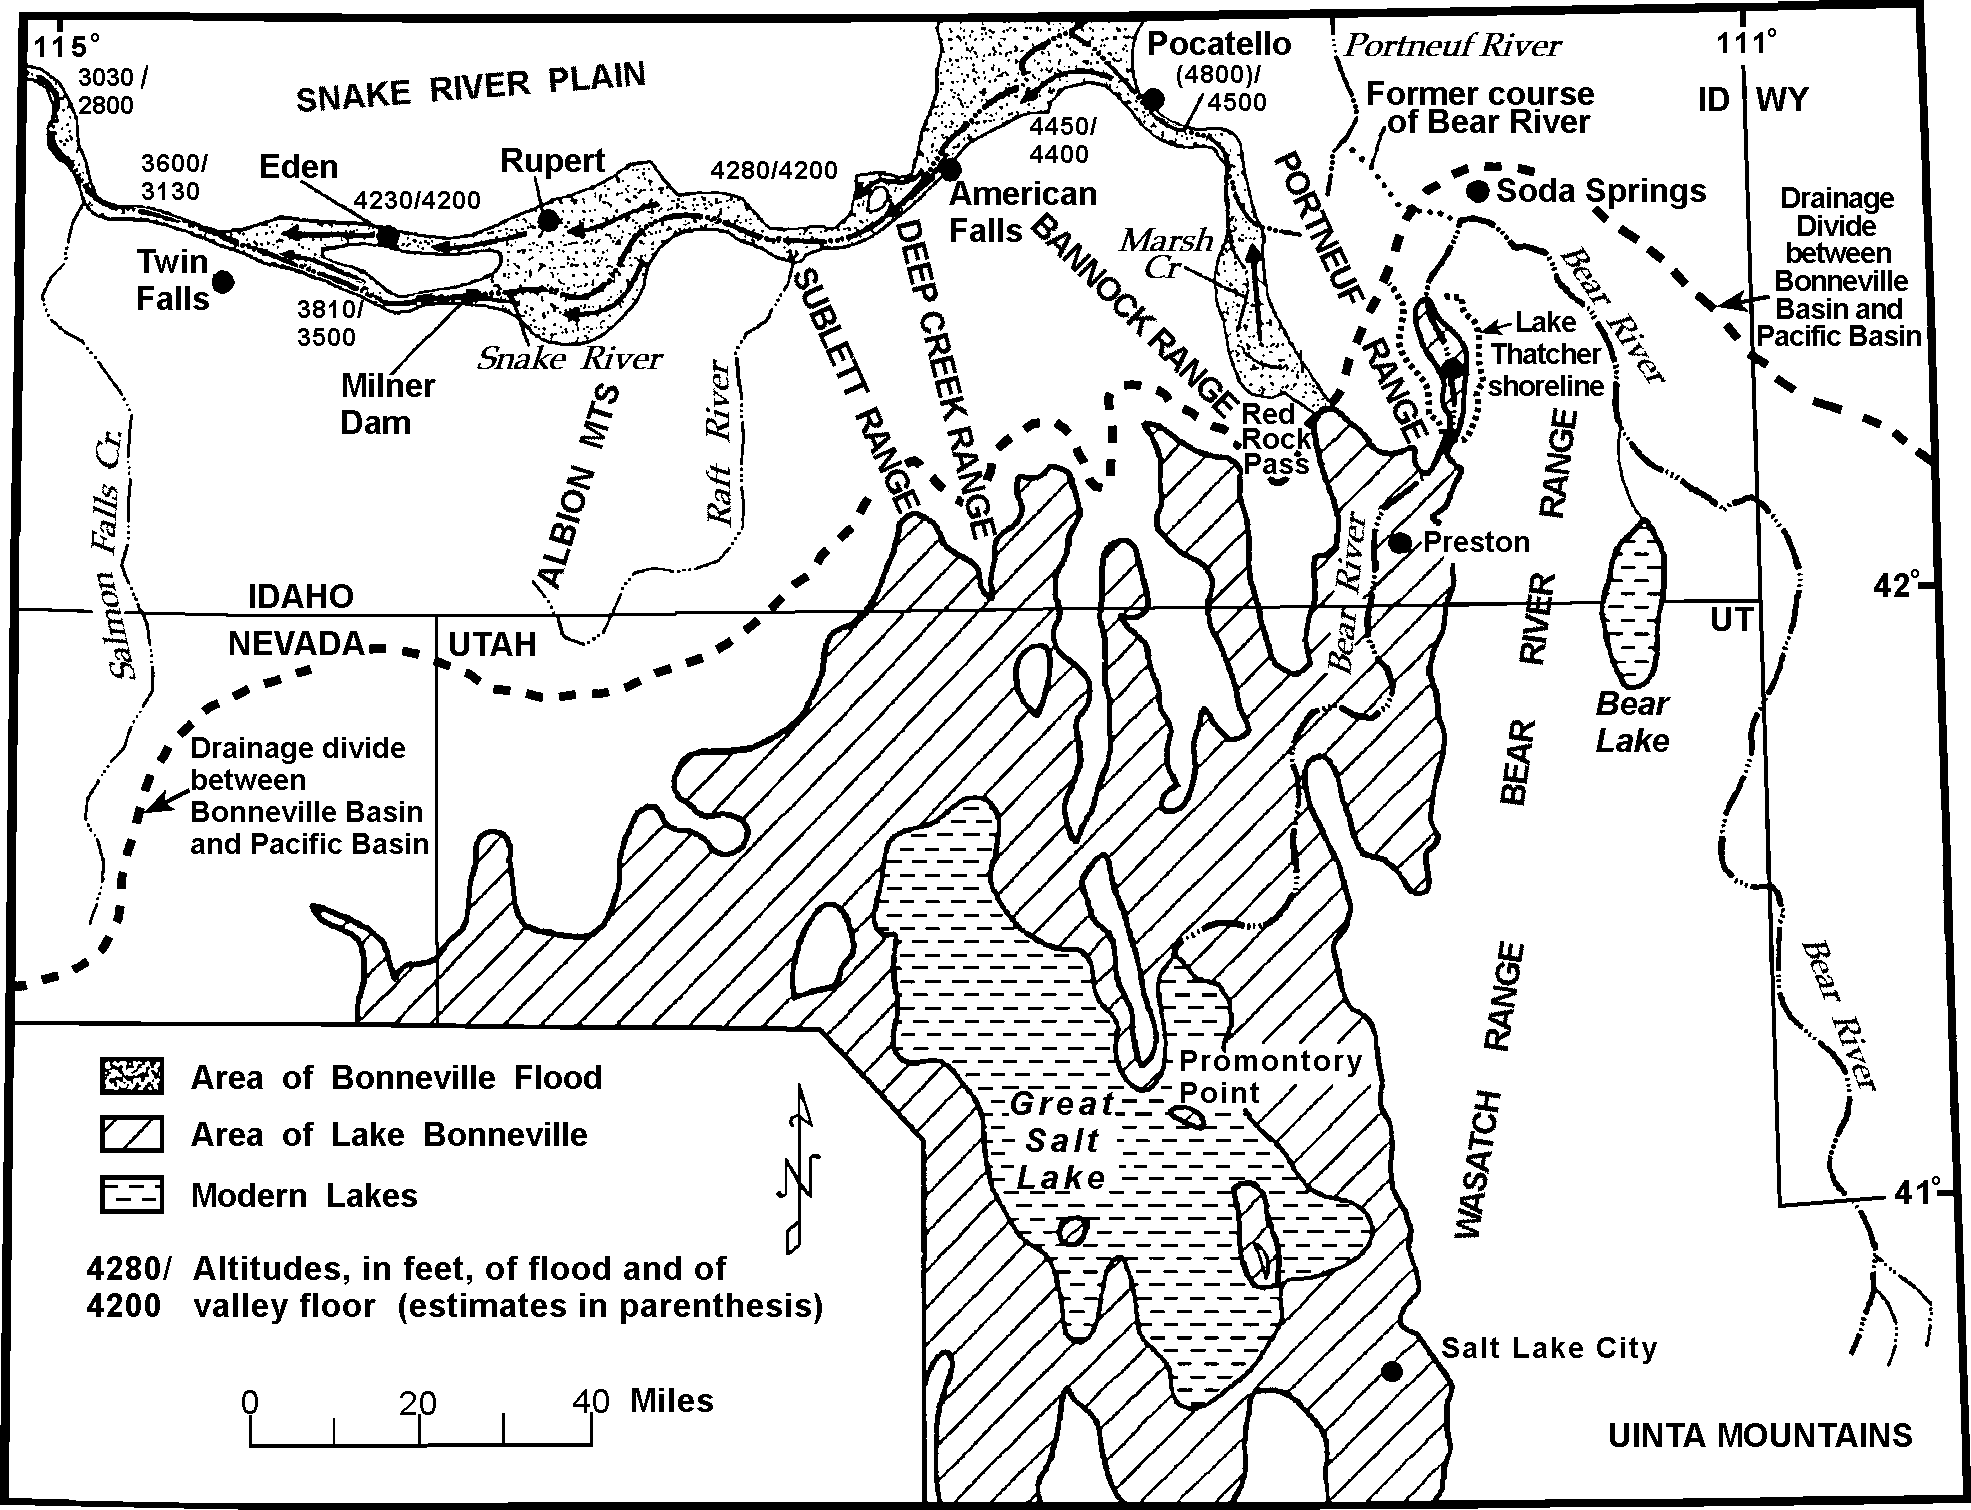 115°
3030 /
2800
SNAKE RIVER PLAIN
Pocatello
(4800)/
4500
Portneuf River
111°
ID
WY
Former course
of Bear River
4450/
4400
3600/
3130
Eden
Rupert
4230/4200
4280/4200
American
Falls
Soda Springs
Drainage
Divide
between
Bonneville
Basin and
Pacific Basin
Twin
Falls
3810/
3500
Milner
Dam
Snake River
Marsh
Cr
PORTNEUF RANGE
BANNOCK RANGE
DEEP CREEK RANGE
SUBLETT RANGE
Bear River
Lake
Thatcher
shoreline
Red
Rock
Pass
ALBION MTS
Raft River
Salmon Falls Cr.
Bear River
Preston
BEAR RIVER RANGE
42°
IDAHO
NEVADA
UTAH
UT
Bear
Lake
Drainage divide
between
Bonneville Basin
and Pacific Basin
Bear River
WASATCH RANGE
Promontory
Point
Great
Salt
Lake
41°
Salt Lake City
UINTA MOUNTAINS
Area of Bonneville Flood
Area of Lake Bonneville
Modern Lakes
N
4280/ Altitudes, in feet, of flood and of
4200 valley floor (estimates in parenthesis)
0 20 40 Miles